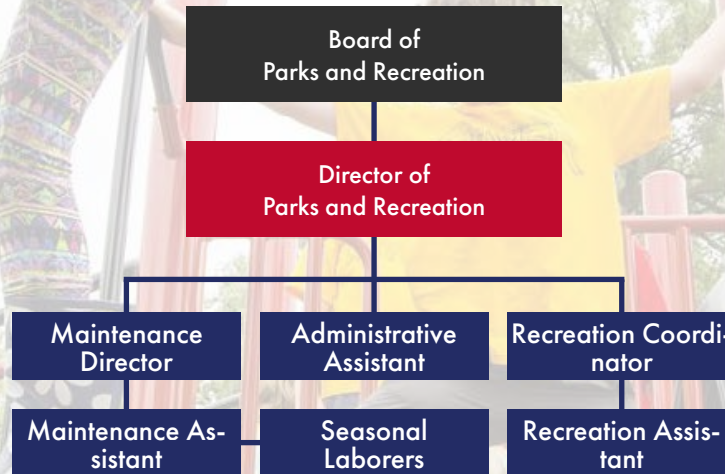 Board of
Parks and Recreation
Director of
Parks and Recreation
Maintenance
Director
Administrative
Assistant
Recreation Coordi-
nator
Maintenance As-
sistant
Seasonal
Laborers
Recreation Assis-
tant